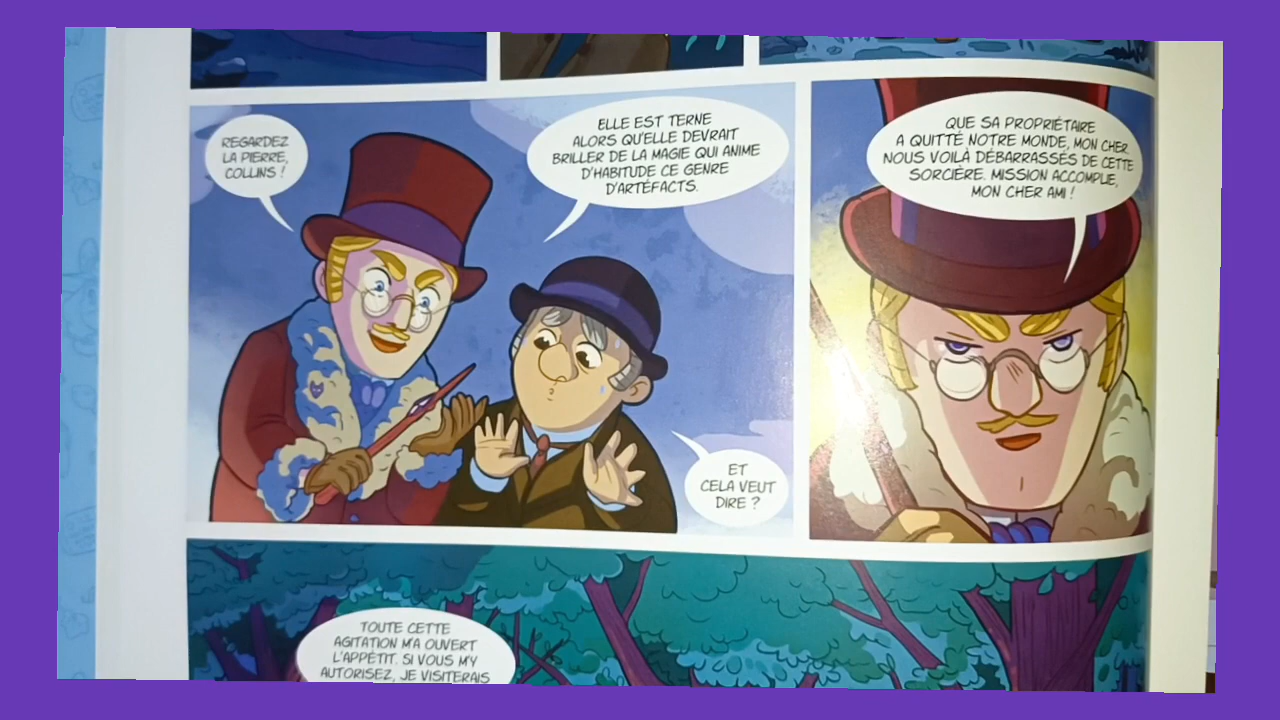 REGARDEZ
LA PIERRE,
COLLINS !
ELLE EST TERNE
ALORS QU'ELLE DEVRAIT
BRILLER DE LA MAGIE QUI ANIME
D'HABITUDE CE GENRE
D'ARTÉFACTS.
ET
CELA VEUT
DIRE ?
QUE SA PROPRIÉTAIRE
A QUITTÉ NOTRE MONDE, MON CHER.
NOUS VOILÀ DÉBARRASSÉS DE CETTE
SORCIÈRE. MISSION ACCOMPLIE,
MON CHER AMI !
TOUTE CETTE
AGITATION M'A OUVERT
L'APPÉTIT. SI VOUS M'Y
AUTORISEZ, JE VISITERAIS